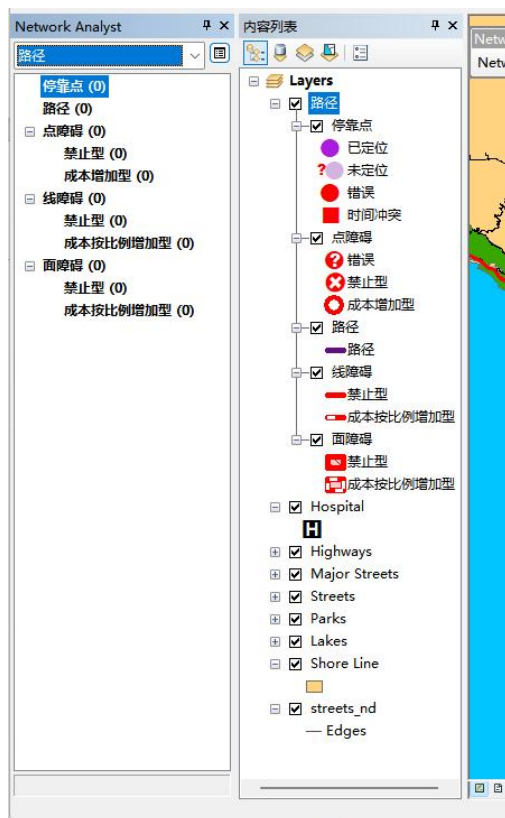 Network Analyst
路径
停靠点 (0)
路径 (0)
点障碍 (0)
禁止型 (0)
成本增加型 (0)
线障碍 (0)
禁止型 (0)
成本按比例增加型 (0)
面障碍 (0)
禁止型 (0)
成本按比例增加型 (0)
内容列表
Layers
路径
停靠点
已定位
?
未定位
错误
时间冲突
点障碍
?
错误
禁止型
成本增加型
路径
路径
线障碍
禁止型
成本按比例增加型
面障碍
禁止型
成本按比例增加型
Hospital
H
Highways
Major Streets
Streets
Parks
Lakes
Shore Line
streets_nd
Edges
Netw
Netw